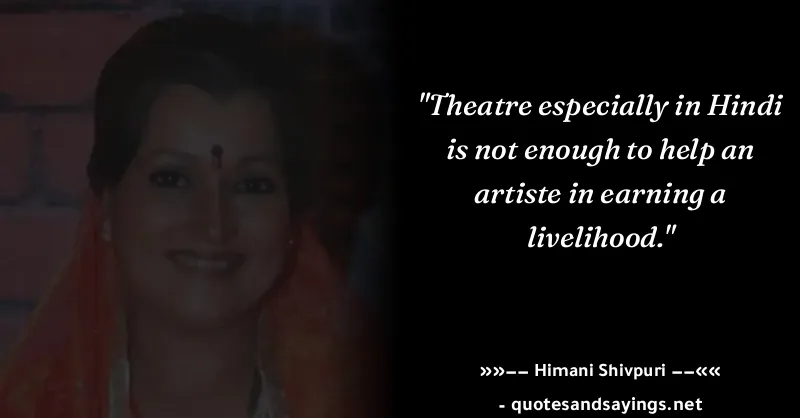 "Theatre especially in Hindi
is not enough to help an
artiste in earning a
livelihood."
»»−− Himani Shivpuri −−««
- quotesandsayings.net